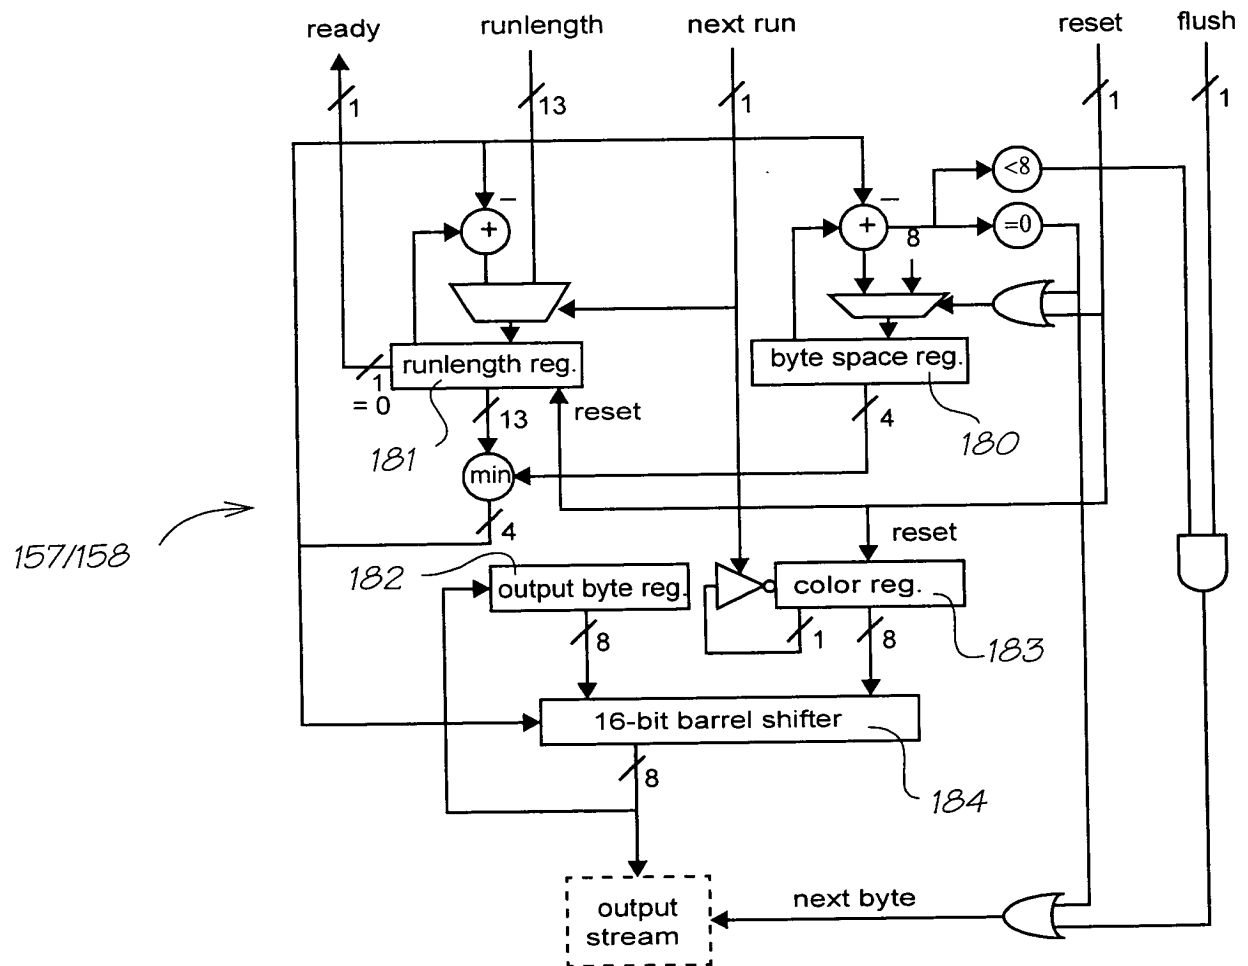 ready
runlength
next run
reset
flush
1
13
1
1
1
<8
−
+
−
+
8
=0
runlength reg.
byte space reg.
1
= 0
13
reset
4
181
180
min
4
reset
157/158
182
output byte reg.
color reg.
8
1
8
183
16-bit barrel shifter
8
184
next byte
output
stream